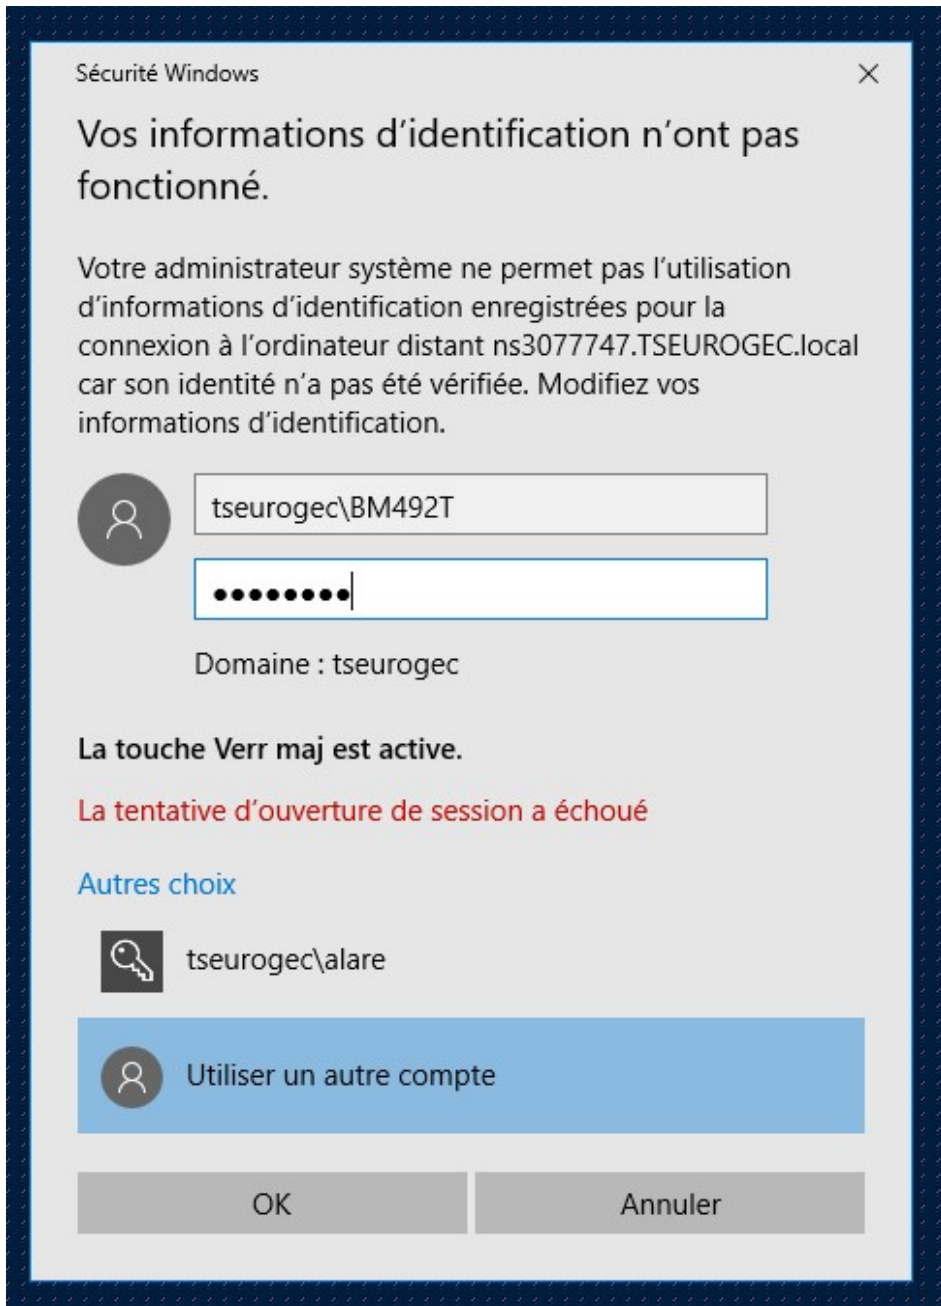 Sécurité Windows
Vos informations d’identification n’ont pas
fonctionné.
Votre administrateur système ne permet pas l’utilisation
d’informations d’identification enregistrées pour la
connexion à l’ordinateur distant ns3077747.TSEUROGEC.local
car son identité n’a pas été vérifiée. Modifiez vos
informations d’identification.
tseurogec\BM492T
••••••••
Domaine : tseurogec
La touche Verr maj est active.
La tentative d’ouverture de session a échoué
Autres choix
tseurogec\alare
Utiliser un autre compte
OK
Annuler